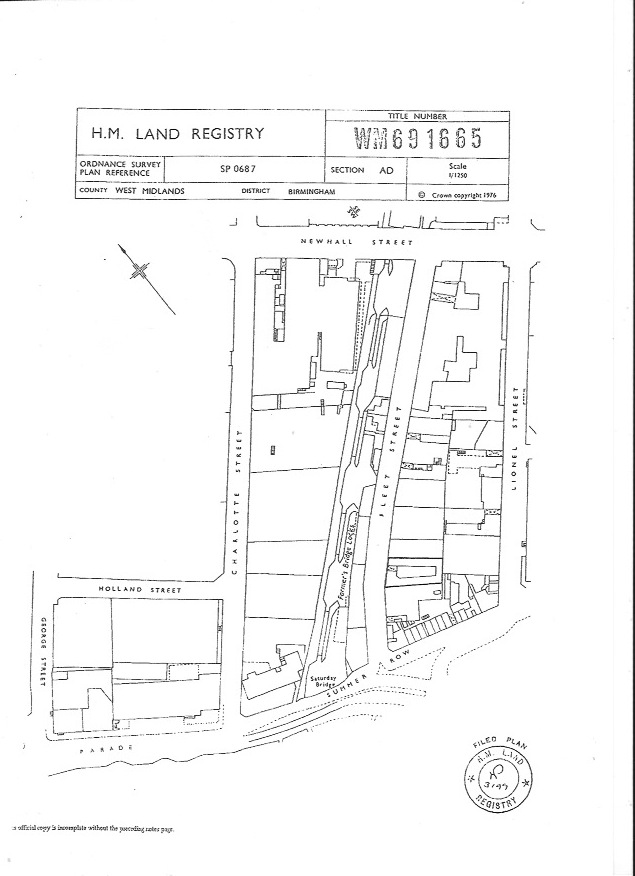 H.M. LAND REGISTRY
TITLE NUMBER
WM691665
ORDNANCE SURVEY
PLAN REFERENCE
SP 0687
SECTION AD
Scale
1/1250
COUNTY WEST MIDLANDS
DISTRICT BIRMINGHAM
© Crown copyright 1976
NEWHALL STREET
CHARLOTTE STREET
FLEET STREET
LIONEL STREET
Farmer's Bridge Locks
HOLLAND STREET
GEORGE STREET
Saturday
Bridge
SUMMER ROW
PARADE
FILED PLAN
H.M. LAND
REGISTRY
official copy is incomplete without the preceding notes page.